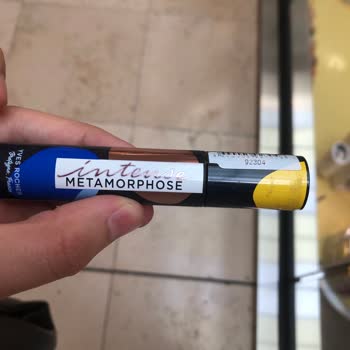 YVES ROCHER
intense
METAMORPHOSE
92304